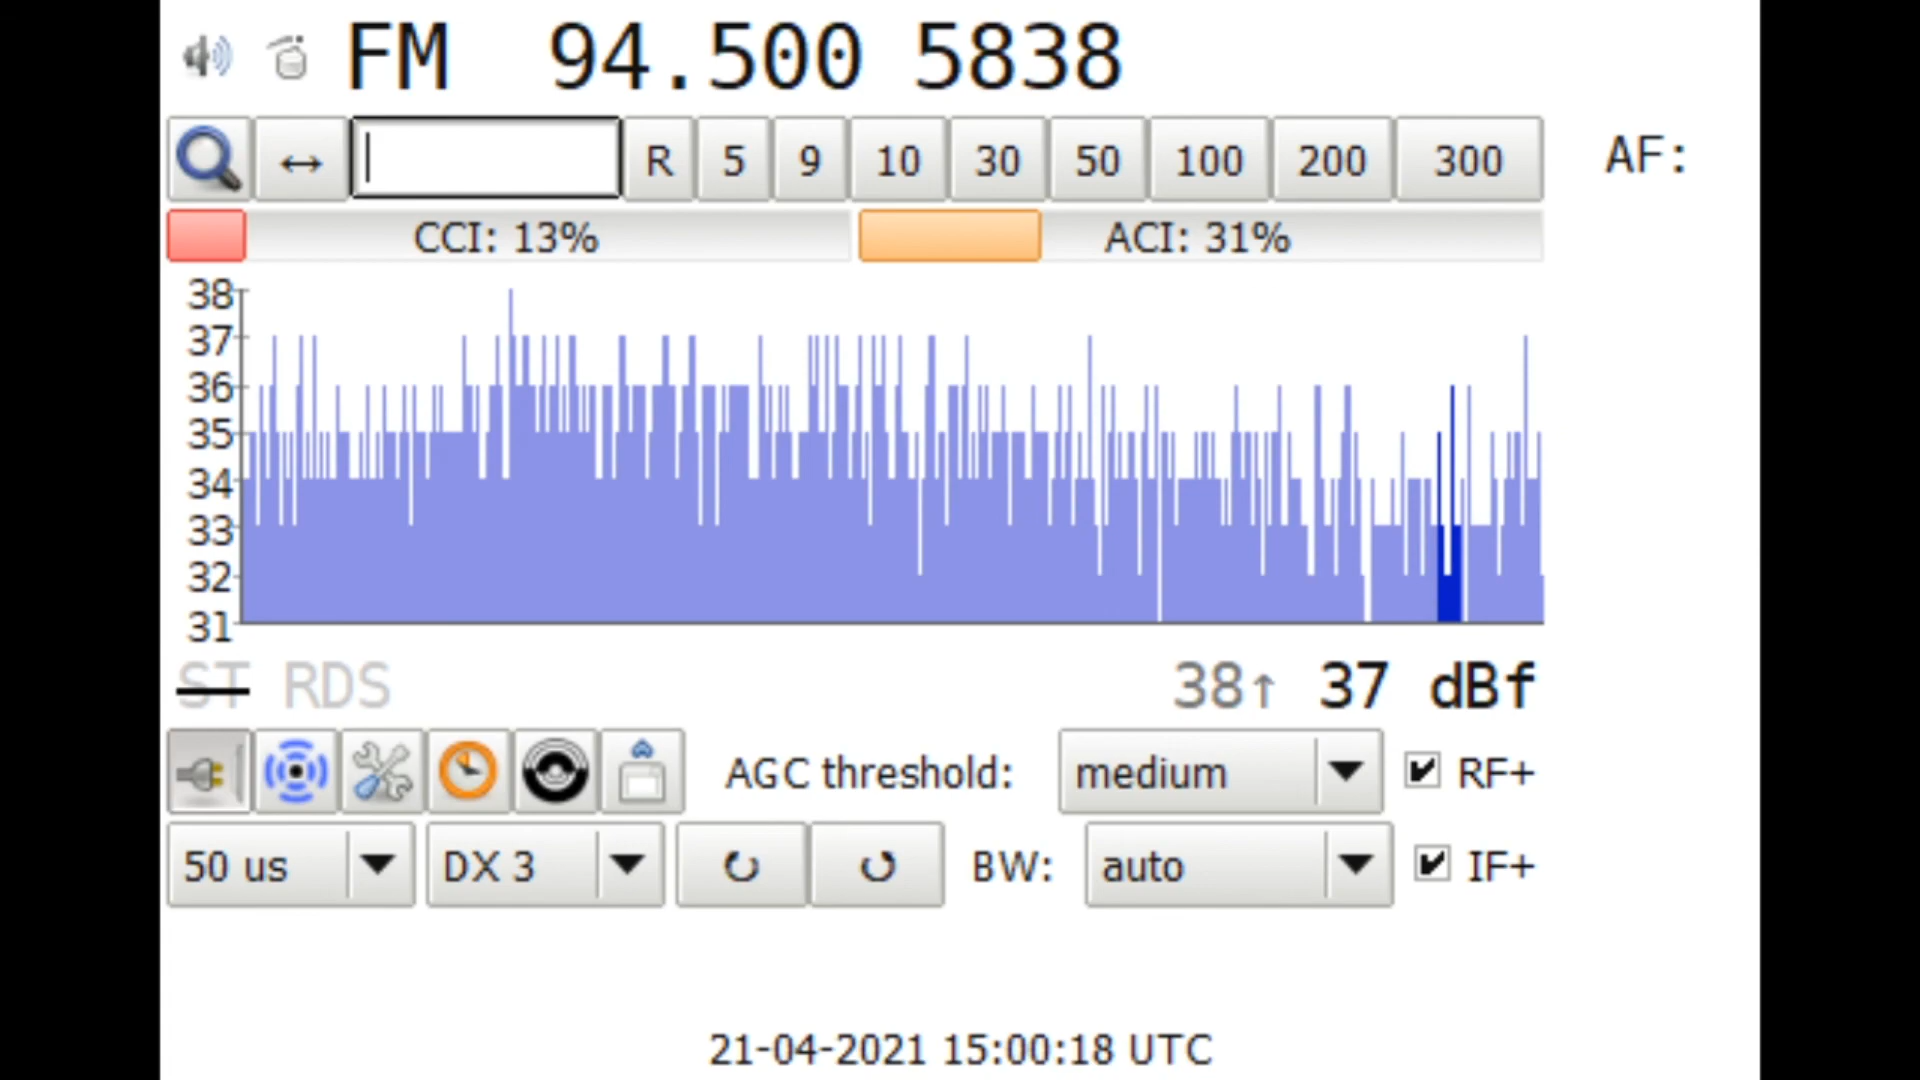 FM 94.500 5838
↔ R 5 9 10 30 50 100 200 300 AF:
CCI: 13% ACI: 31%
38
37
36
35
34
33
32
31
ST RDS 38↑ 37 dBf
AGC threshold: medium RF+
50 us DX 3 ↻ ↺ BW: auto IF+
21-04-2021 15:00:18 UTC